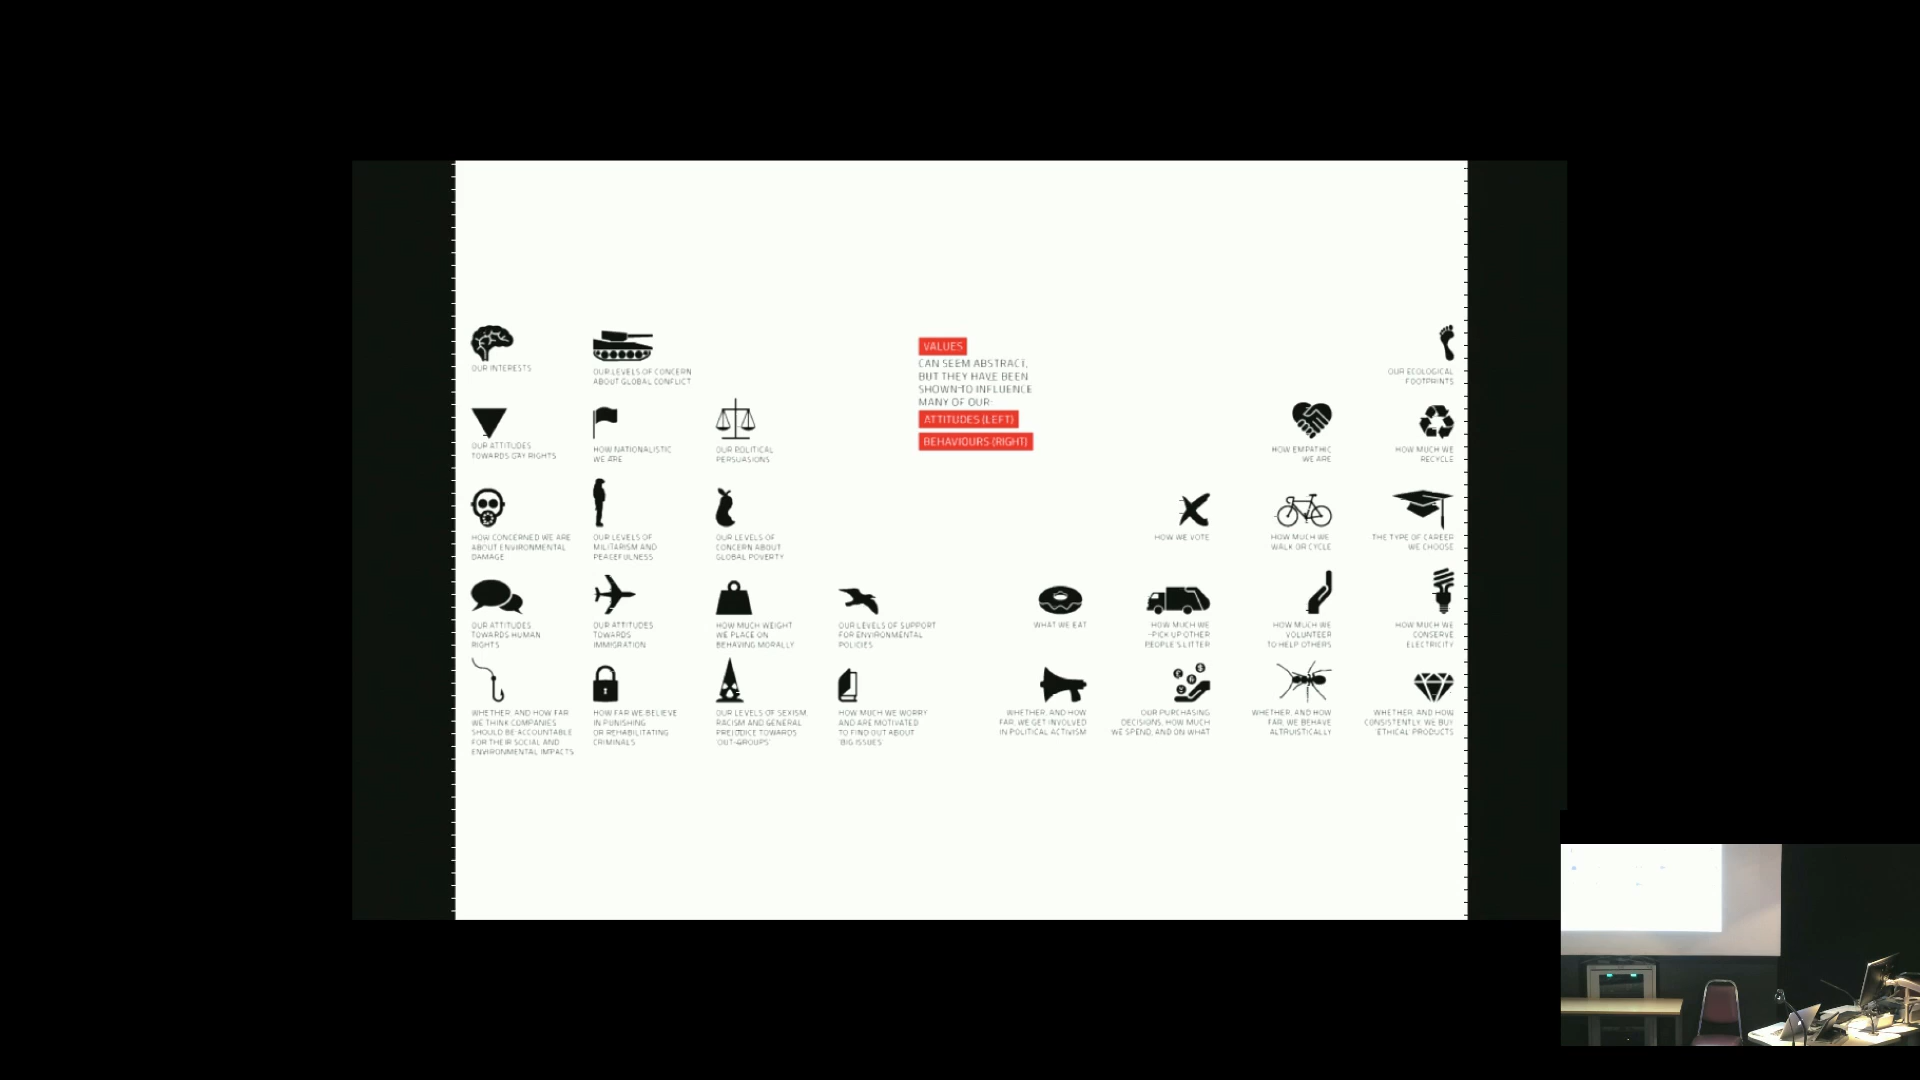 OUR INTERESTS
OUR LEVELS OF CONCERN
ABOUT GLOBAL CONFLICT
VALUES
CAN SEEM ABSTRACT,
BUT THEY HAVE BEEN
SHOWN TO INFLUENCE
MANY OF OUR:
ATTITUDES (LEFT)
BEHAVIOURS (RIGHT)
OUR ECOLOGICAL
FOOTPRINTS
OUR ATTITUDES
TOWARDS GAY RIGHTS
HOW NATIONALISTIC
WE ARE
OUR POLITICAL
PERSUASIONS
HOW EMPATHIC
WE ARE
HOW MUCH WE
RECYCLE
HOW CONCERNED WE ARE
ABOUT ENVIRONMENTAL
DAMAGE
OUR LEVELS OF
MILITARISM AND
PEACEFULNESS
OUR LEVELS OF
CONCERN ABOUT
GLOBAL POVERTY
HOW WE VOTE
HOW MUCH WE
WALK OR CYCLE
THE TYPE OF CAREER
WE CHOOSE
OUR ATTITUDES
TOWARDS HUMAN
RIGHTS
OUR ATTITUDES
TOWARDS
IMMIGRATION
HOW MUCH WEIGHT
WE PLACE ON
BEHAVING MORALLY
OUR LEVELS OF SUPPORT
FOR ENVIRONMENTAL
POLICIES
WHAT WE EAT
HOW MUCH WE
PICK UP OTHER
PEOPLE'S LITTER
HOW MUCH WE
VOLUNTEER
TO HELP OTHERS
HOW MUCH WE
CONSERVE
ELECTRICITY
WHETHER, AND HOW FAR
WE THINK COMPANIES
SHOULD BE ACCOUNTABLE
FOR THEIR SOCIAL AND
ENVIRONMENTAL IMPACTS
HOW FAR WE BELIEVE
IN PUNISHING
OR REHABILITATING
CRIMINALS
OUR LEVELS OF SEXISM
RACISM AND GENERAL
PREJUDICE TOWARDS
'OUT-GROUPS'
HOW MUCH WE WORRY
AND ARE MOTIVATED
TO FIND OUT ABOUT
'BIG ISSUES'
WHETHER, AND HOW
FAR, WE GET INVOLVED
IN POLITICAL ACTIVISM
OUR PURCHASING
DECISIONS, HOW MUCH
WE SPEND, AND ON WHAT
WHETHER, AND HOW
FAR, WE BEHAVE
ALTRUISTICALLY
WHETHER, AND HOW
CONSISTENTLY, WE BUY
'ETHICAL' PRODUCTS